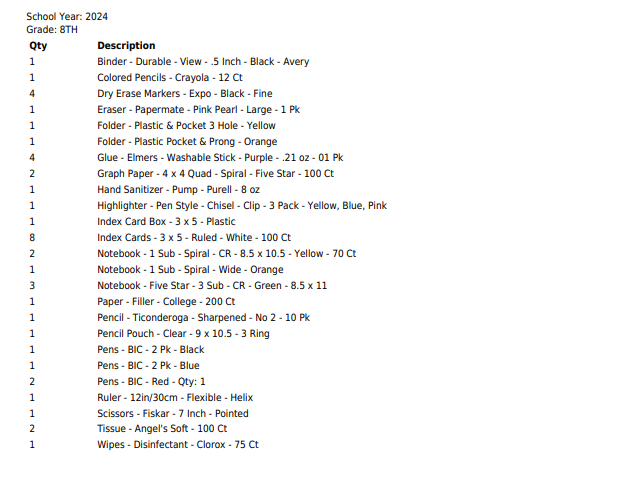 School Year: 2024
Grade: 8TH
Qty Description
1 Binder - Durable - View - .5 Inch - Black - Avery
1 Colored Pencils - Crayola - 12 Ct
4 Dry Erase Markers - Expo - Black - Fine
1 Eraser - Papermate - Pink Pearl - Large - 1 Pk
1 Folder - Plastic & Pocket 3 Hole - Yellow
1 Folder - Plastic Pocket & Prong - Orange
4 Glue - Elmers - Washable Stick - Purple - .21 oz - 01 Pk
2 Graph Paper - 4 x 4 Quad - Spiral - Five Star - 100 Ct
1 Hand Sanitizer - Pump - Purell - 8 oz
1 Highlighter - Pen Style - Chisel - Clip - 3 Pack - Yellow, Blue, Pink
1 Index Card Box - 3 x 5 - Plastic
8 Index Cards - 3 x 5 - Ruled - White - 100 Ct
2 Notebook - 1 Sub - Spiral - CR - 8.5 x 10.5 - Yellow - 70 Ct
1 Notebook - 1 Sub - Spiral - Wide - Orange
3 Notebook - Five Star - 3 Sub - CR - Green - 8.5 x 11
1 Paper - Filler - College - 200 Ct
1 Pencil - Ticonderoga - Sharpened - No 2 - 10 Pk
1 Pencil Pouch - Clear - 9 x 10.5 - 3 Ring
1 Pens - BIC - 2 Pk - Black
1 Pens - BIC - 2 Pk - Blue
2 Pens - BIC - Red - Qty: 1
1 Ruler - 12in/30cm - Flexible - Helix
1 Scissors - Fiskar - 7 Inch - Pointed
2 Tissue - Angel's Soft - 100 Ct
1 Wipes - Disinfectant - Clorox - 75 Ct